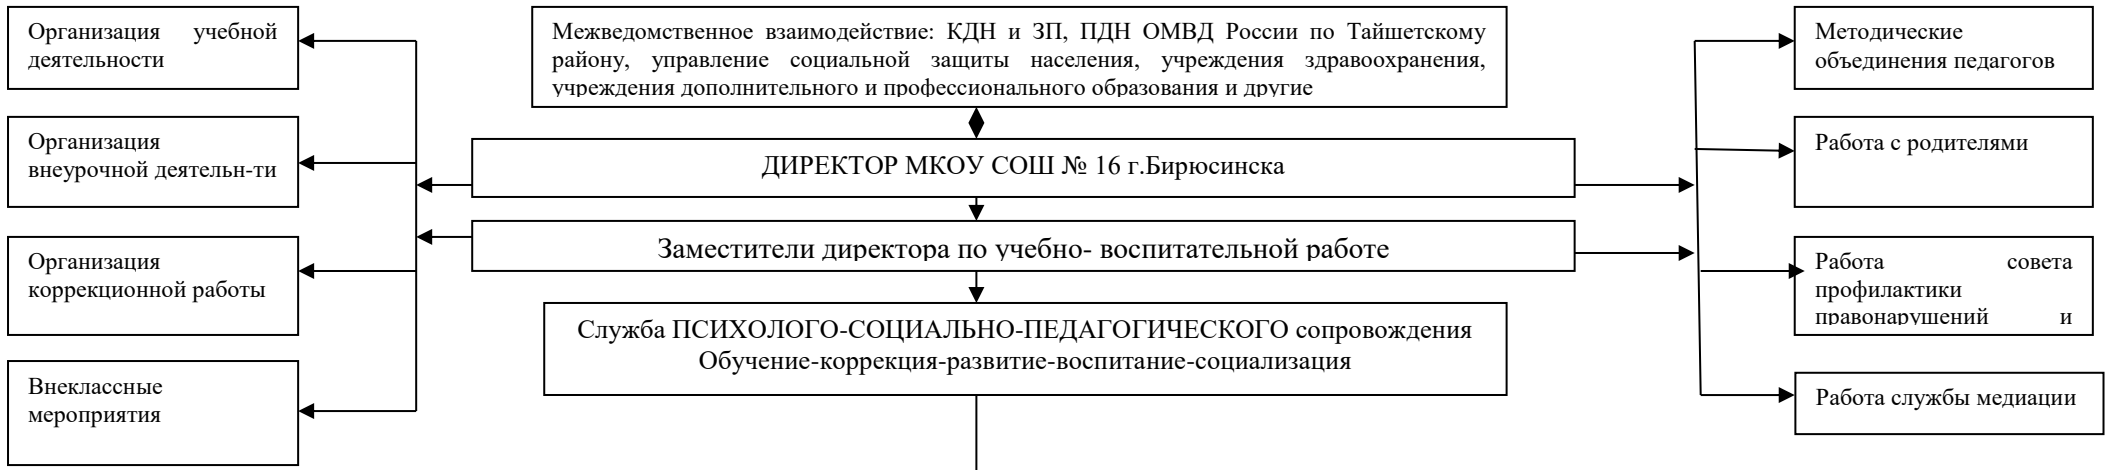 Организация учебной
деятельности
Межведомственное взаимодействие: КДН и ЗП, ПДН ОМВД России по Тайшетскому
району, управление социальной защиты населения, учреждения здравоохранения,
учреждения дополнительного и профессионального образования и другие
Методические
объединения педагогов
Организация
внеурочной деятельн-ти
ДИРЕКТОР МКОУ СОШ № 16 г.Бирюсинска
Работа с родителями
Заместители директора по учебно- воспитательной работе
Организация
коррекционной работы
Работа совета
профилактики
правонарушений и
Служба ПСИХОЛОГО-СОЦИАЛЬНО-ПЕДАГОГИЧЕСКОГО сопровождения
Обучение-коррекция-развитие-воспитание-социализация
Внеклассные
мероприятия
Работа службы медиации